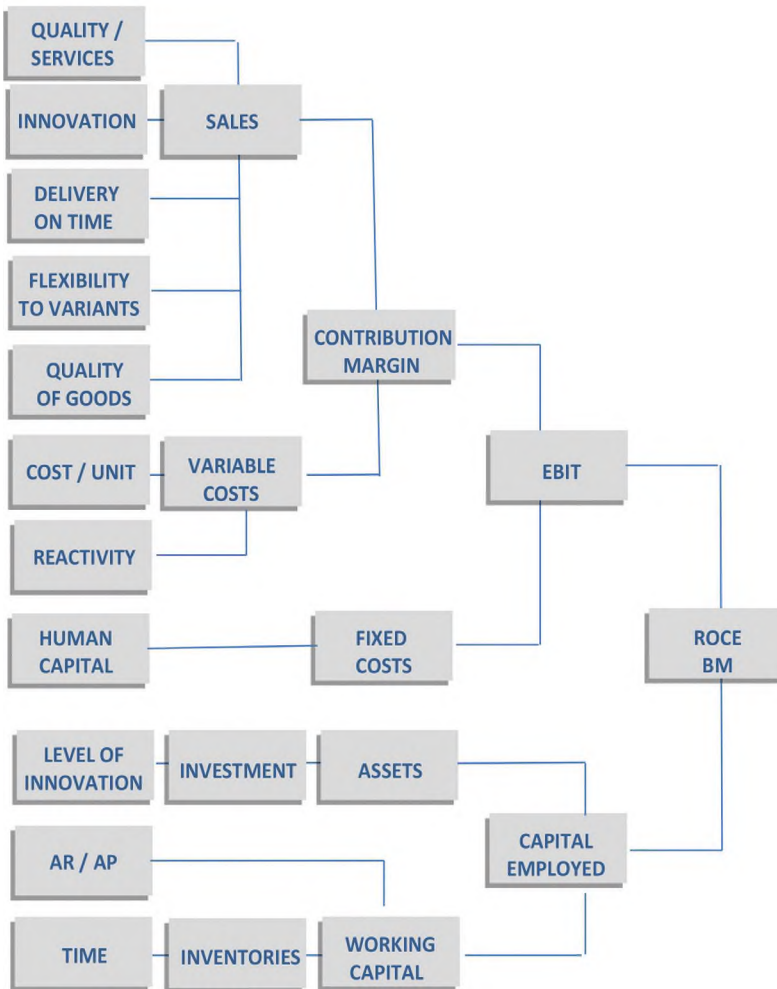 QUALITY /
SERVICES
INNOVATION
SALES
DELIVERY
ON TIME
FLEXIBILITY
TO VARIANTS
CONTRIBUTION
MARGIN
QUALITY
OF GOODS
COST / UNIT
VARIABLE
COSTS
EBIT
REACTIVITY
HUMAN
CAPITAL
FIXED
COSTS
ROCE
BM
LEVEL OF
INNOVATION
INVESTMENT
ASSETS
AR / AP
CAPITAL
EMPLOYED
TIME
INVENTORIES
WORKING
CAPITAL